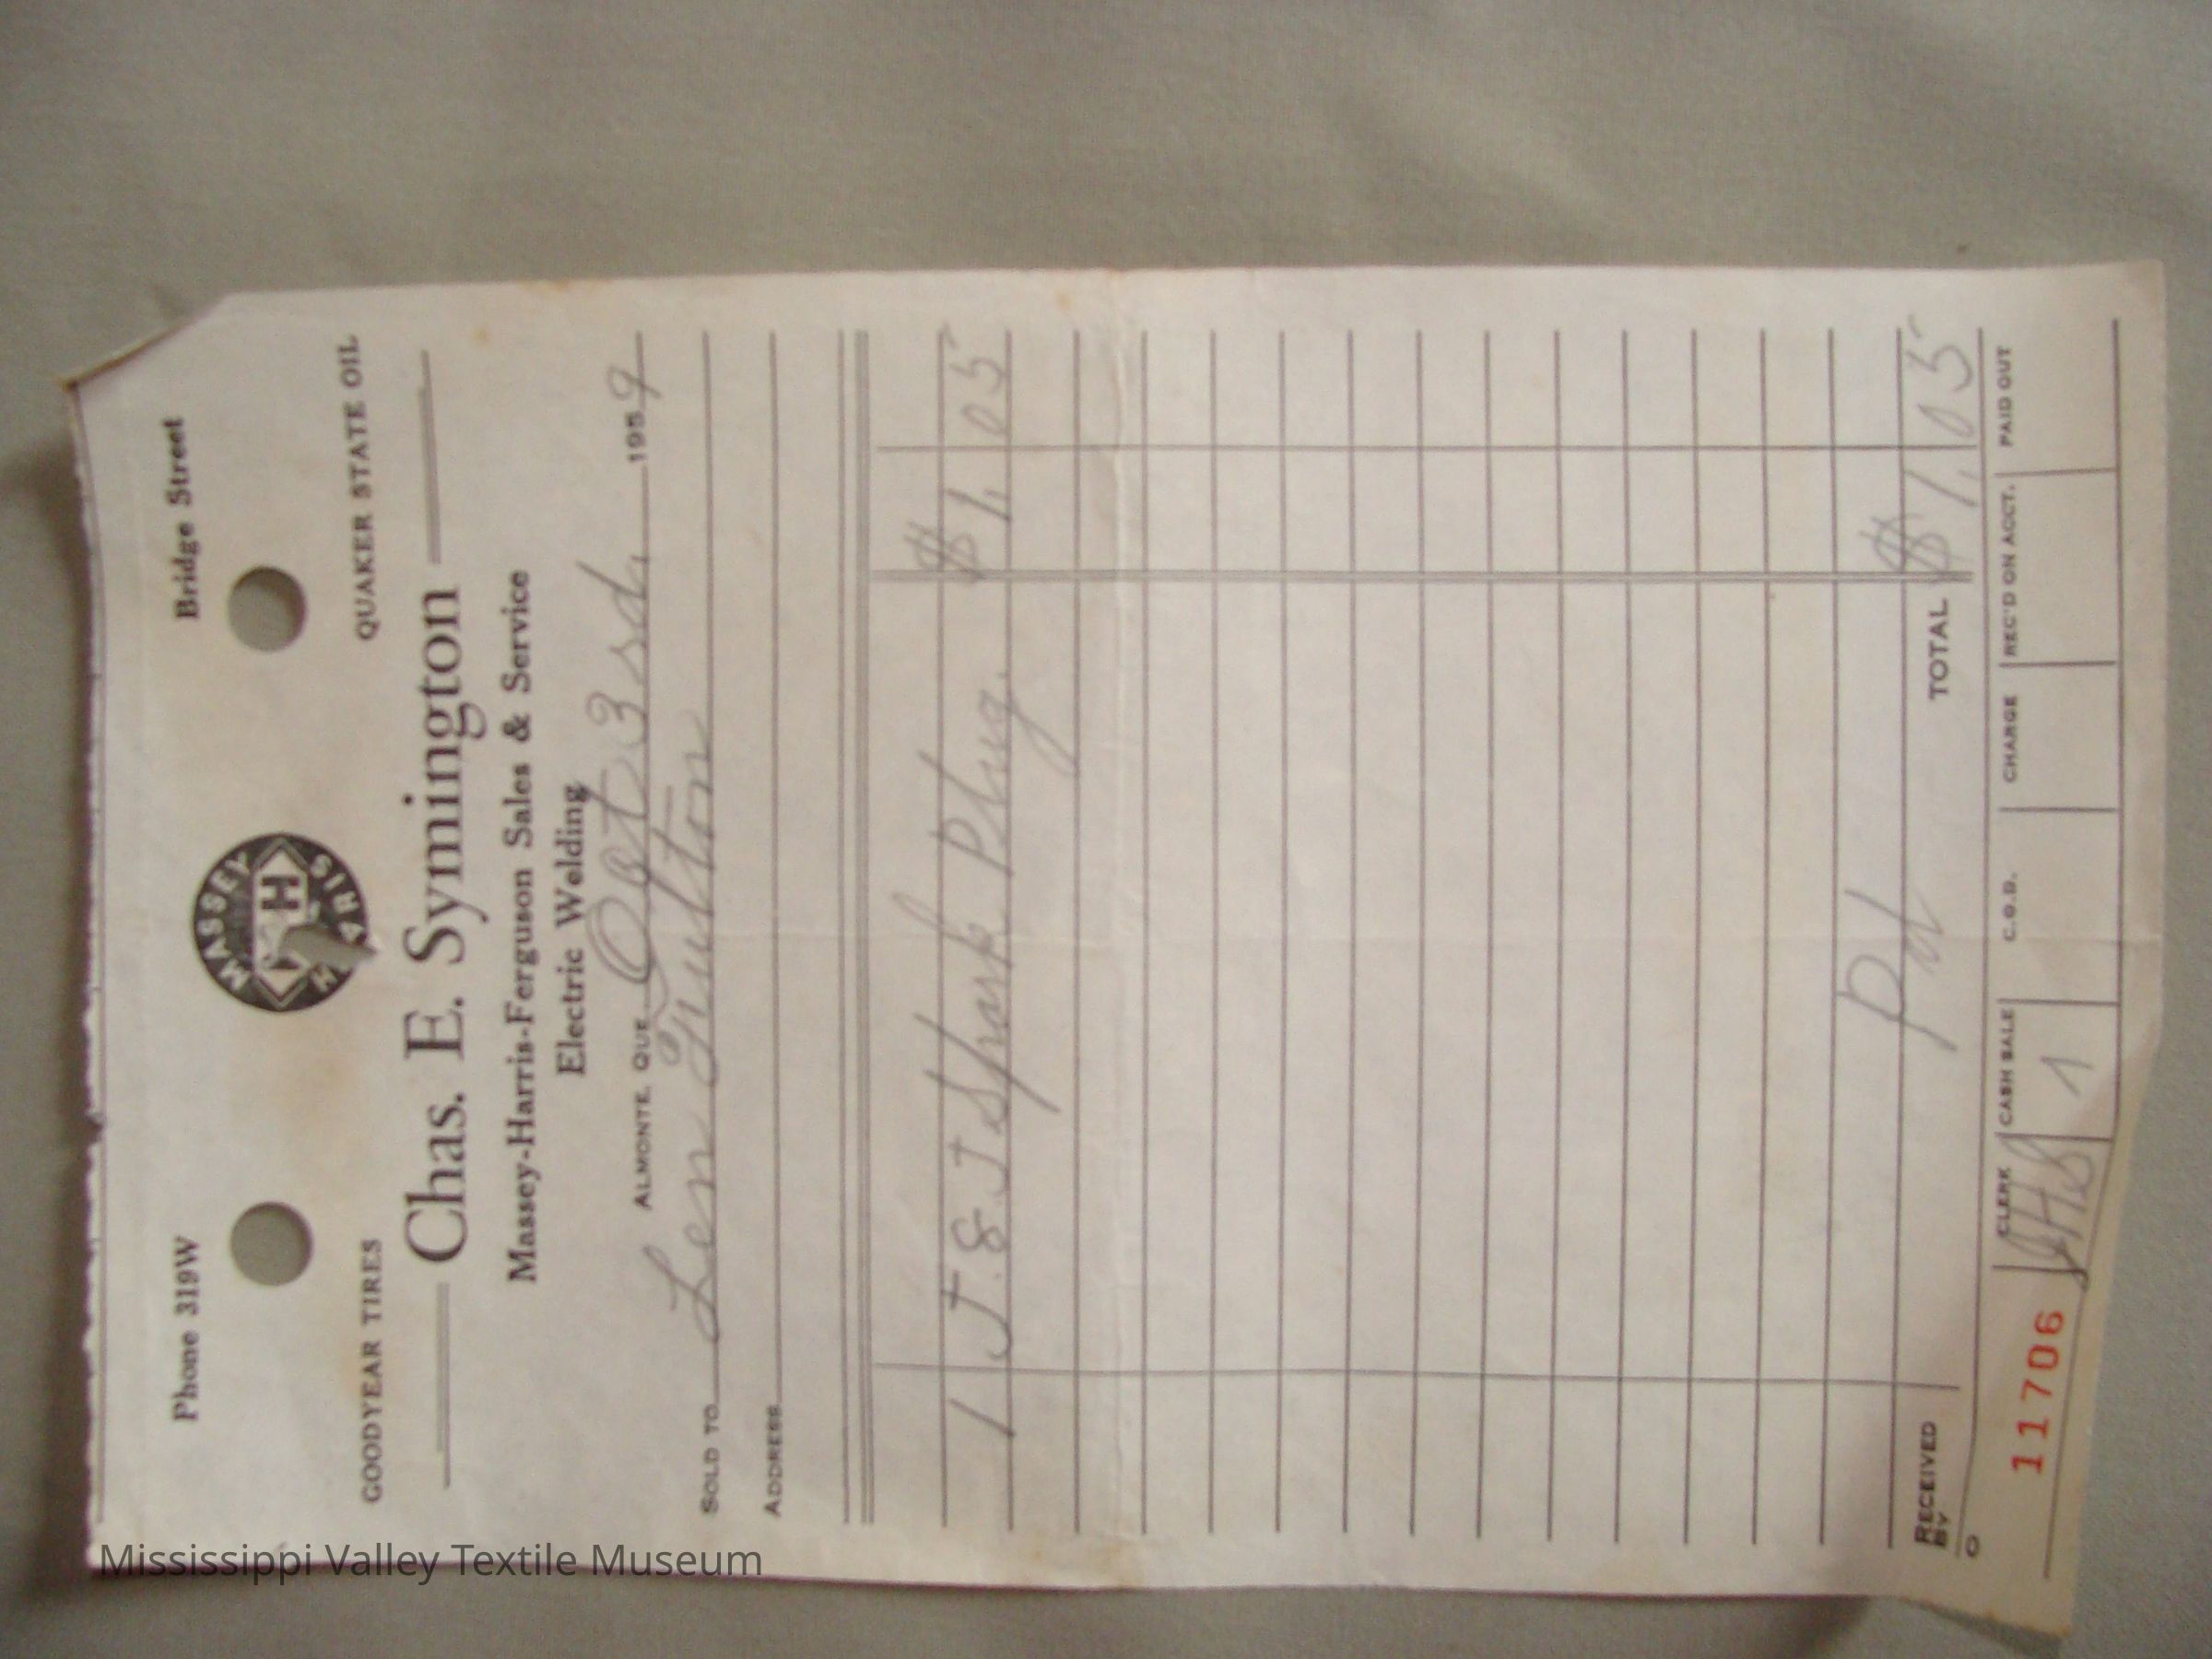 Phone 319W Bridge Street
MASSEY
H
HARRIS
GOODYEAR TIRES QUAKER STATE OIL
Chas. E. Symington
Massey-Harris-Ferguson Sales & Service
Electric Welding
ALMONTE, QUE. Oct 3rd, 1959
SOLD TO Len Fulton
ADDRESS
1 J. & J Spark Plug. $1.05
Pd
RECEIVED BY TOTAL $1.05
CLERK CASH SALE C.O.D. CHARGE REC'D ON ACCT. PAID OUT
11706
Mississippi Valley Textile Museum